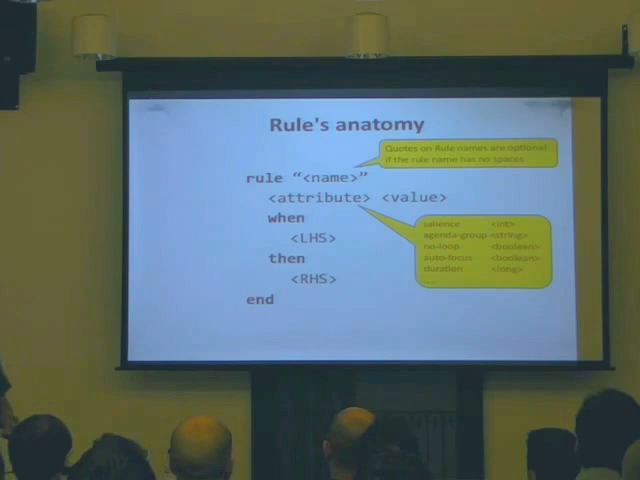 Rule's anatomy
Quotes on Rule names are optional
if the rule name has no spaces
rule “<name>”
<attribute> <value>
when
<LHS>
then
<RHS>
end
salience <int>
agenda-group <string>
no-loop <boolean>
auto-focus <boolean>
duration <long>
....